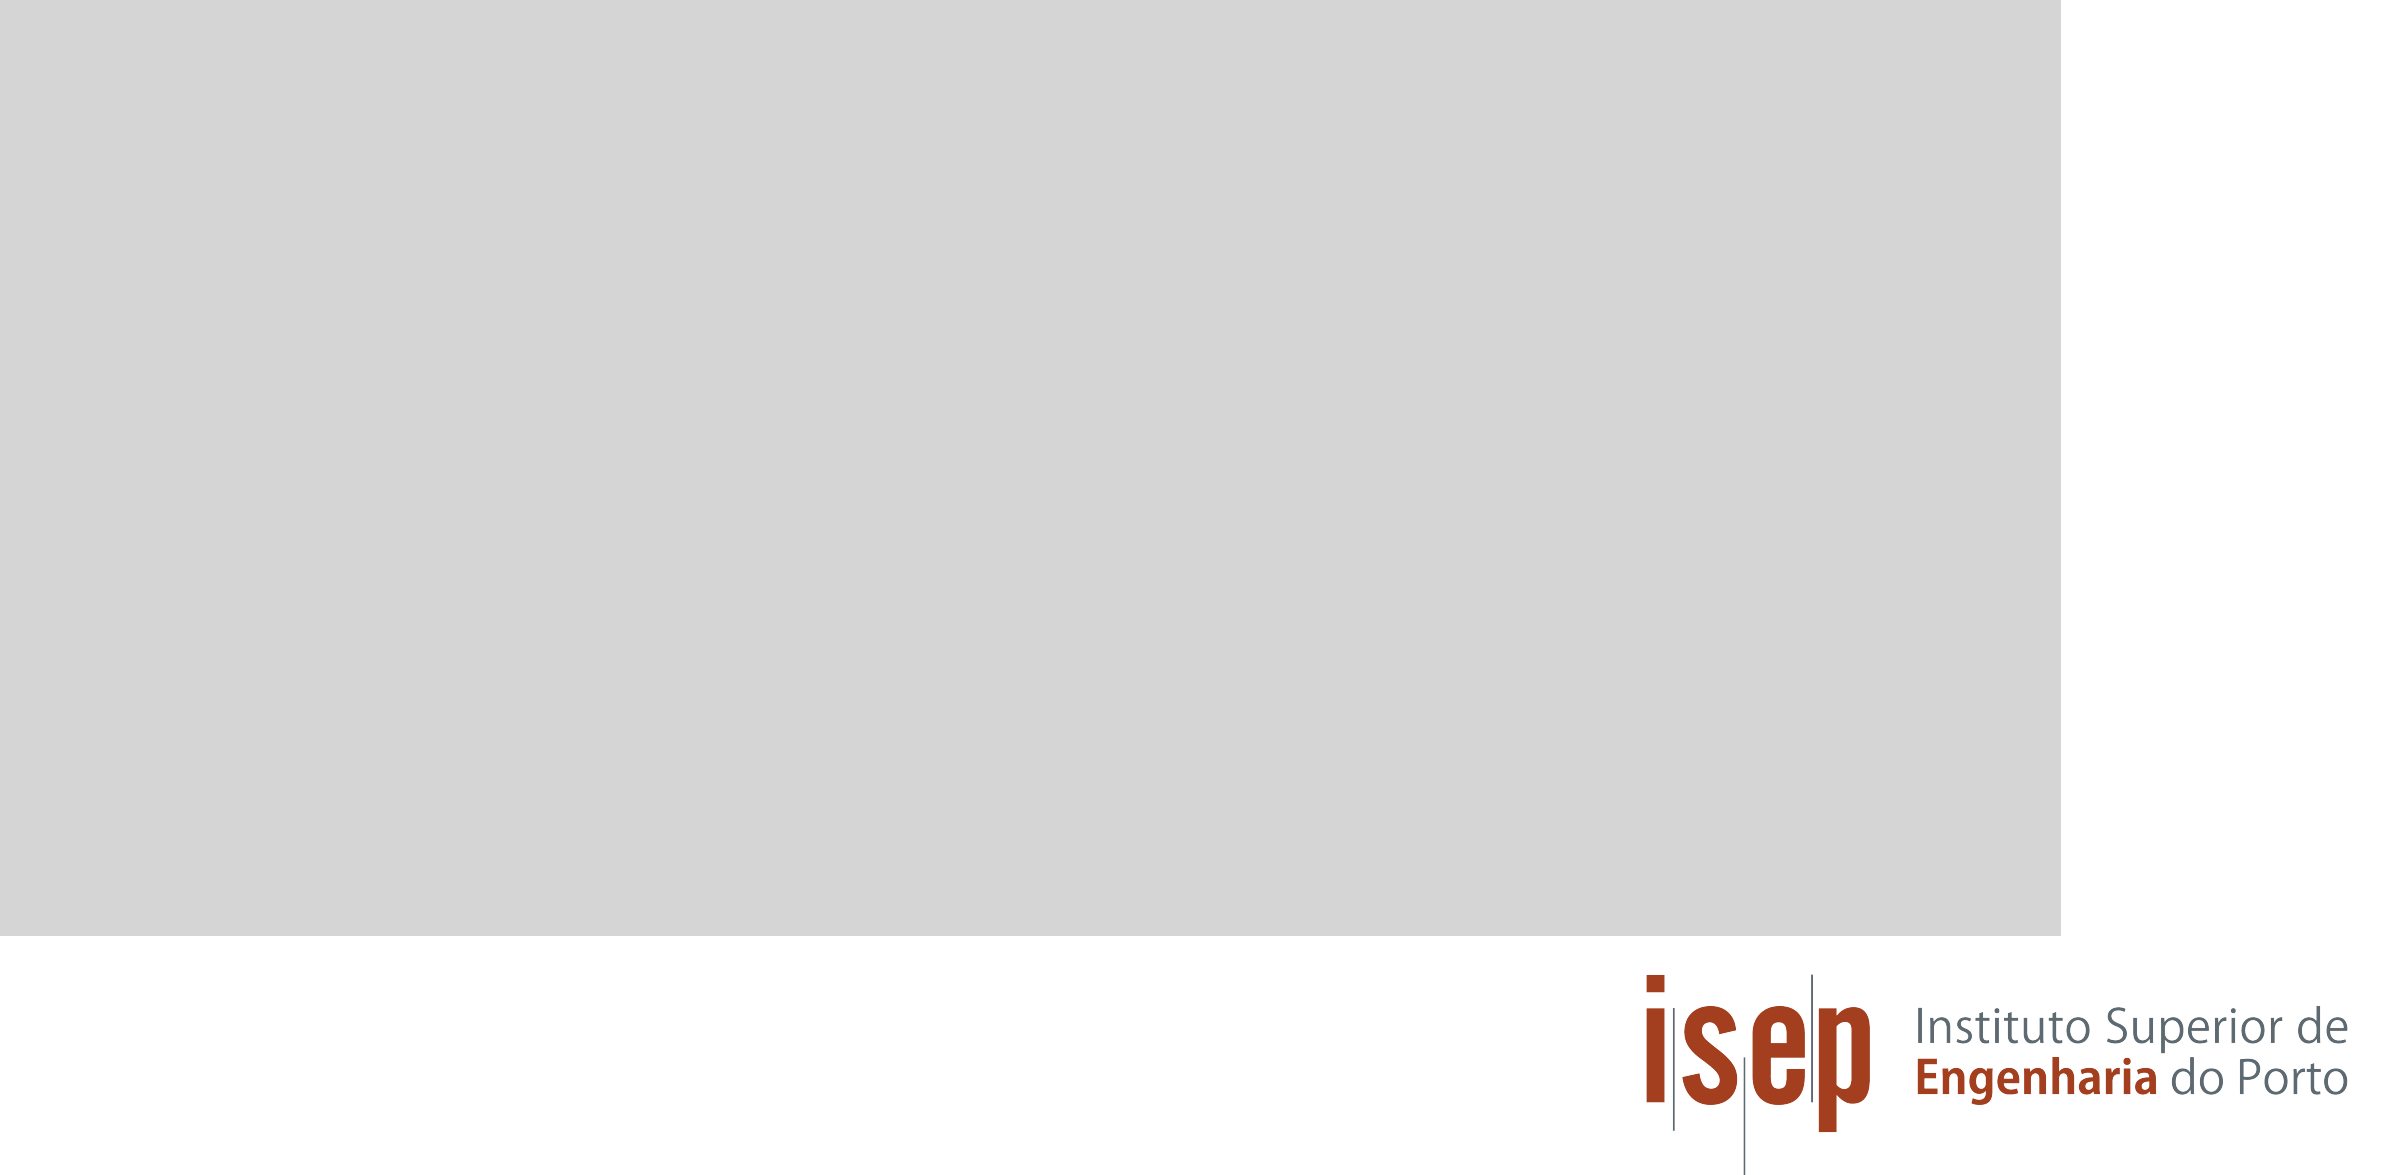 isep
Instituto Superior de
Engenharia do Porto